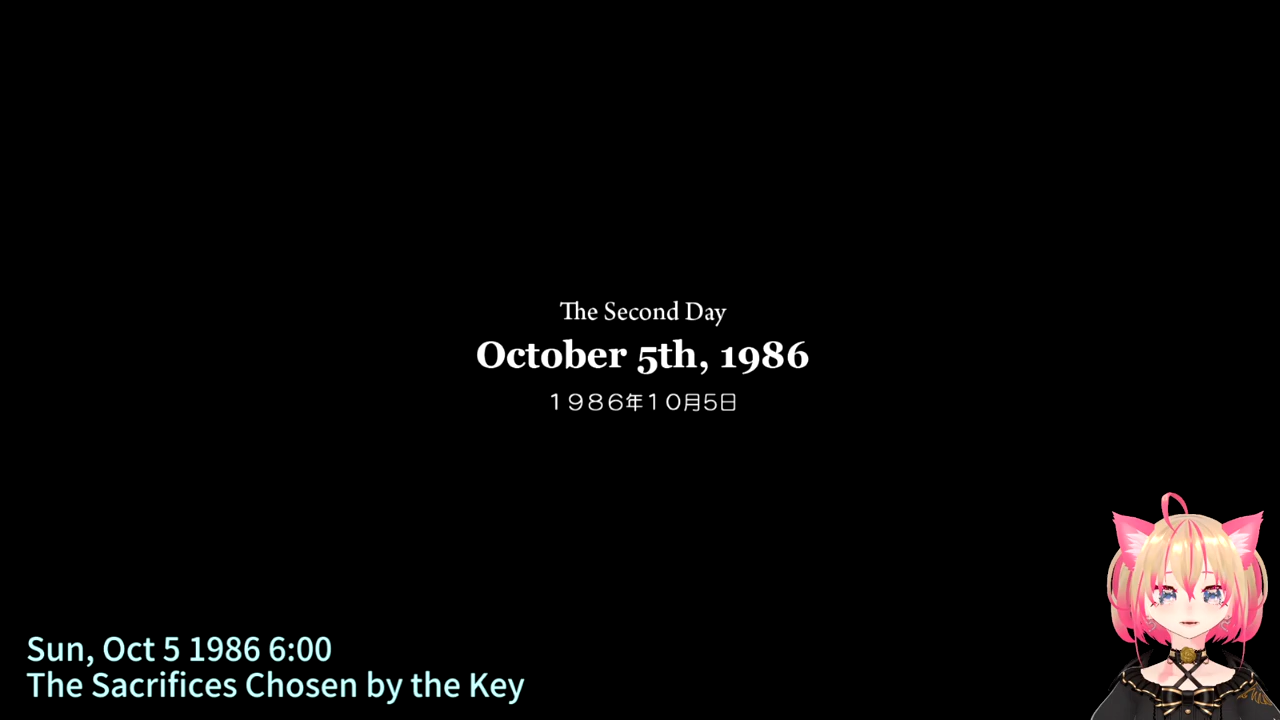 The Second Day
October 5th, 1986
１９８６年１０月５日
Sun, Oct 5 1986 6:00
The Sacrifices Chosen by the Key